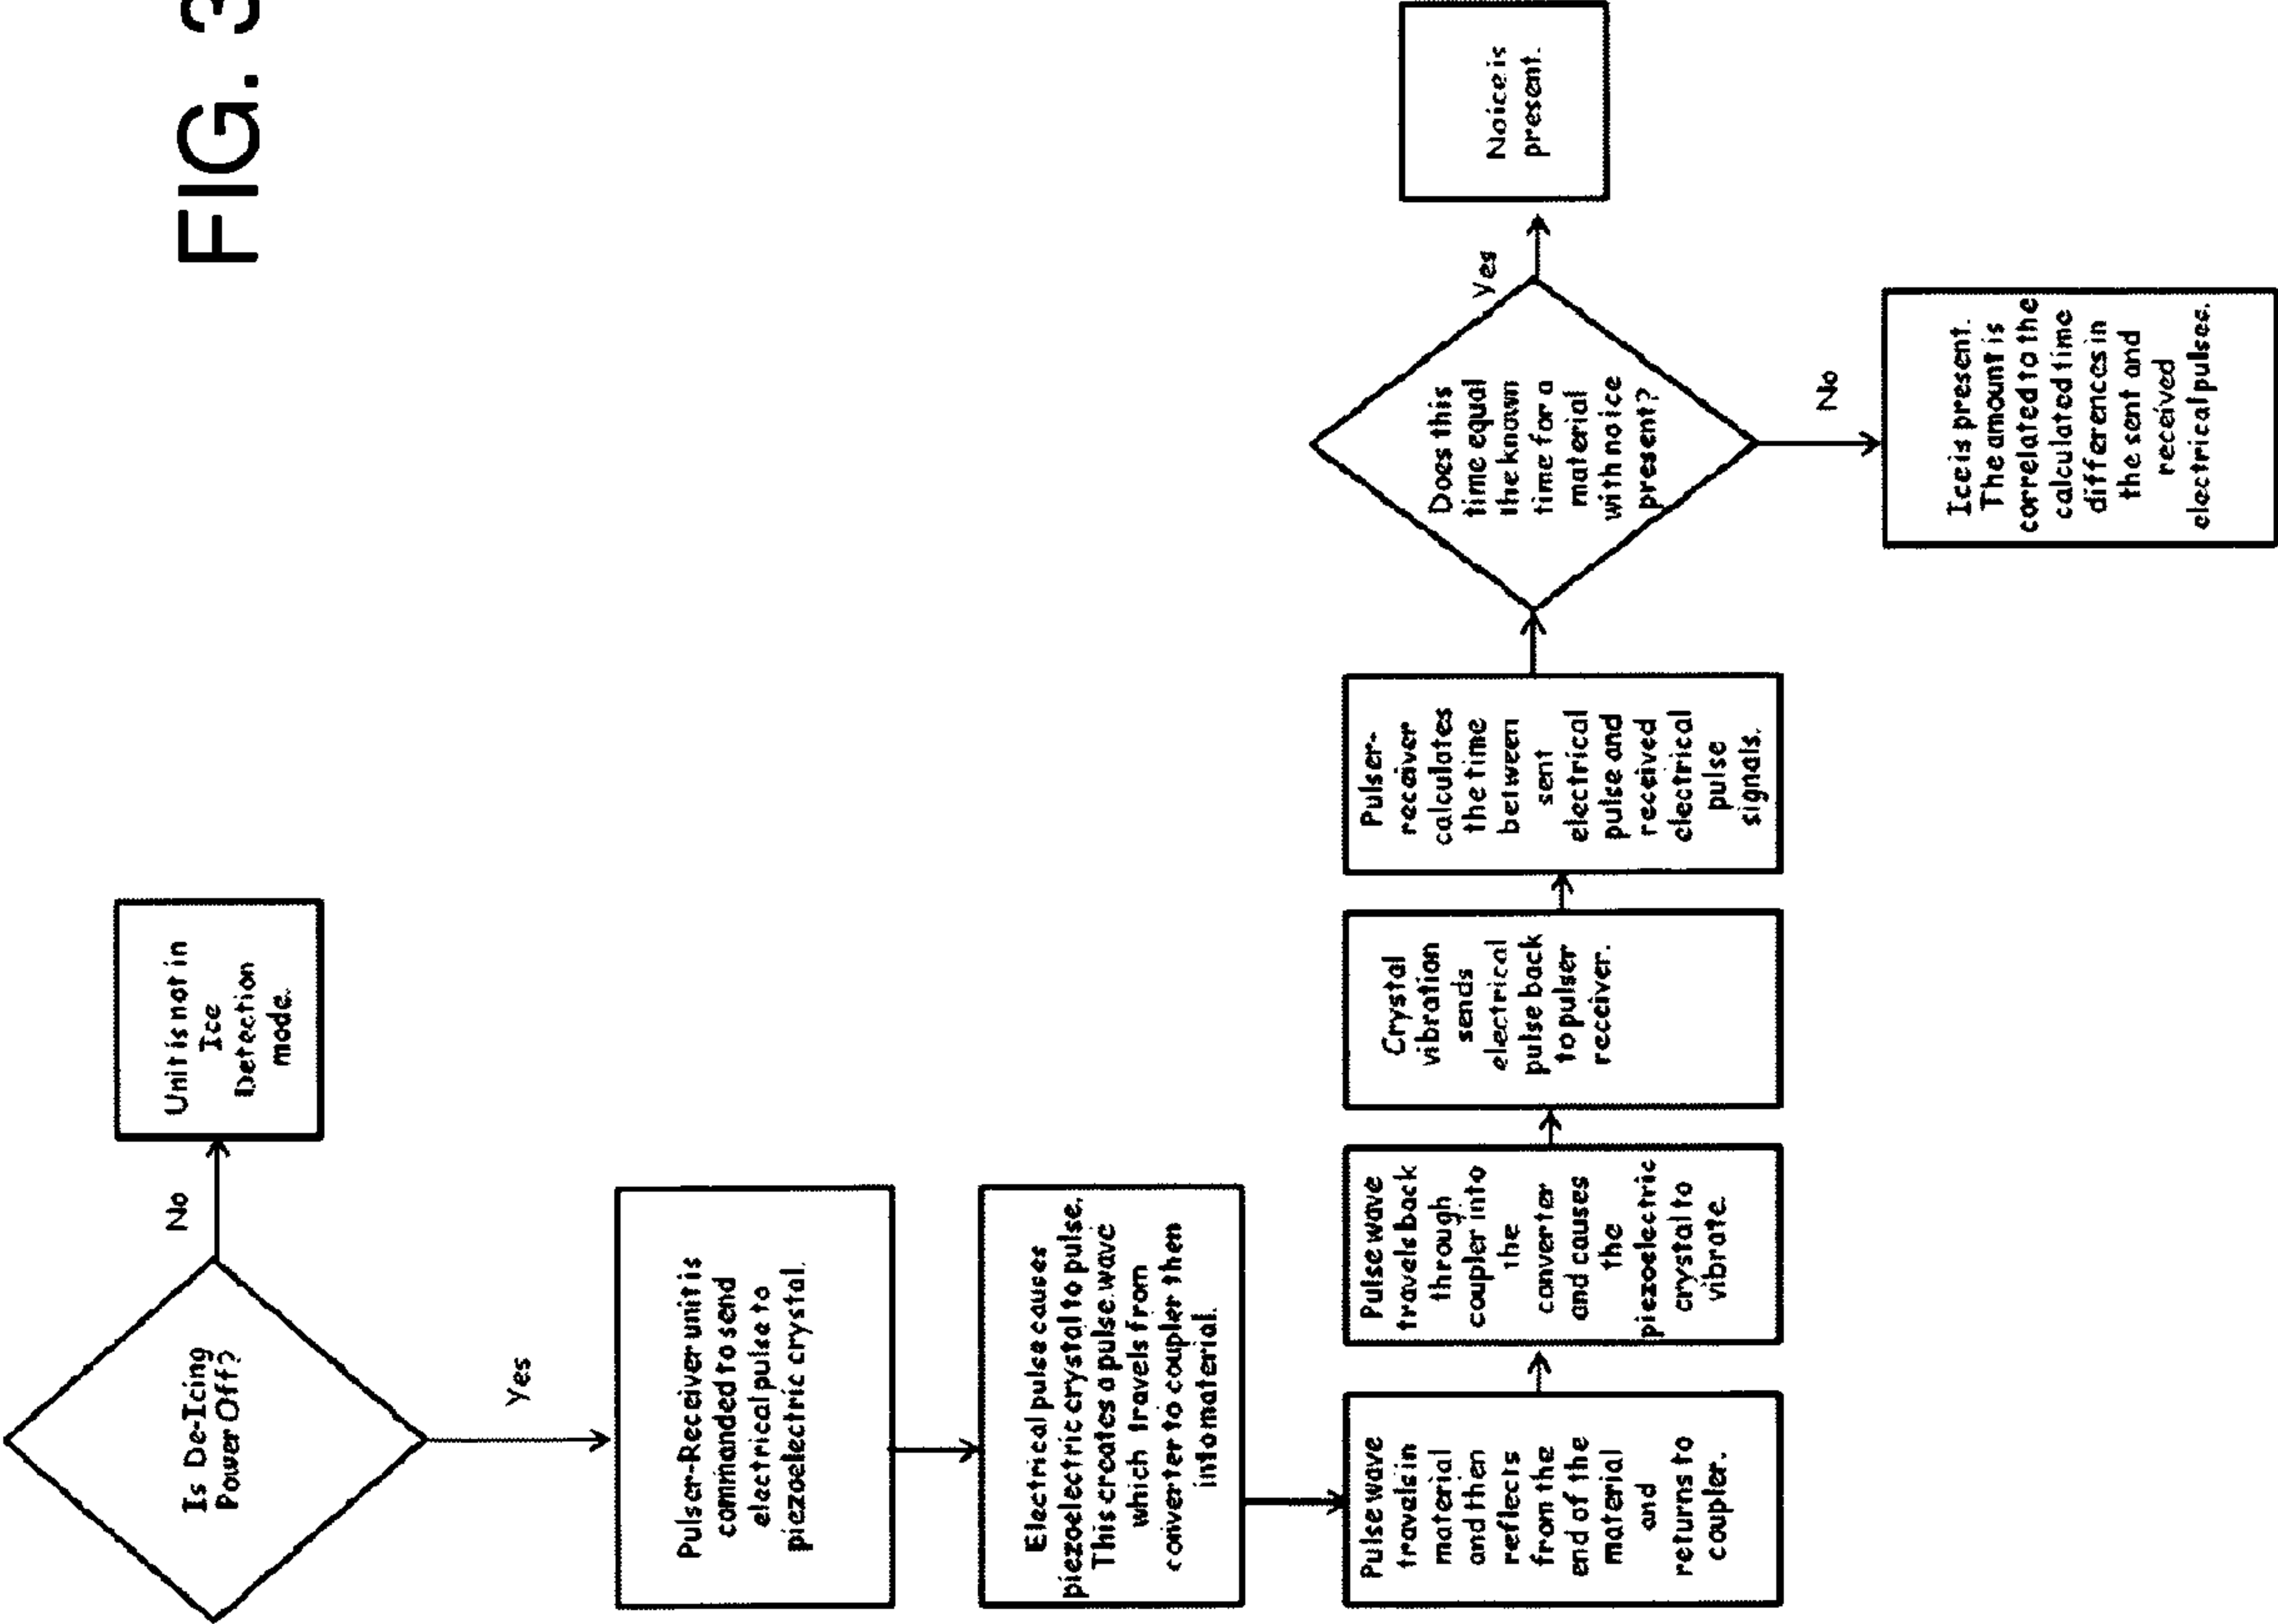 FIG. 3
Is De-Icing
Power Off?
No
Unit is not in
Ice
Detection
mode.
Yes
Pulser-Receiver unit is
commanded to send
electrical pulse to
piezoelectric crystal.
Electrical pulse causes
piezoelectric crystal to pulse.
This creates a pulse wave
which travels from
converter to coupler then
into material.
Pulse wave
travels in
material
and then
reflects
from the
end of the
material
and
returns to
coupler.
Pulse wave
travels back
through
coupler into
the
converter
and causes
the
piezoelectric
crystal to
vibrate.
Crystal
vibration
sends
electrical
pulse back
to pulser
receiver.
Pulser-
receiver
calculates
the time
between
sent
electrical
pulse and
received
electrical
pulse
signals.
Does this
time equal
the known
time for a
material
with no ice
present?
Yes
No ice is
present.
No
Ice is present.
The amount is
correlated to the
calculated time
differences in
the sent and
received
electrical pulses.